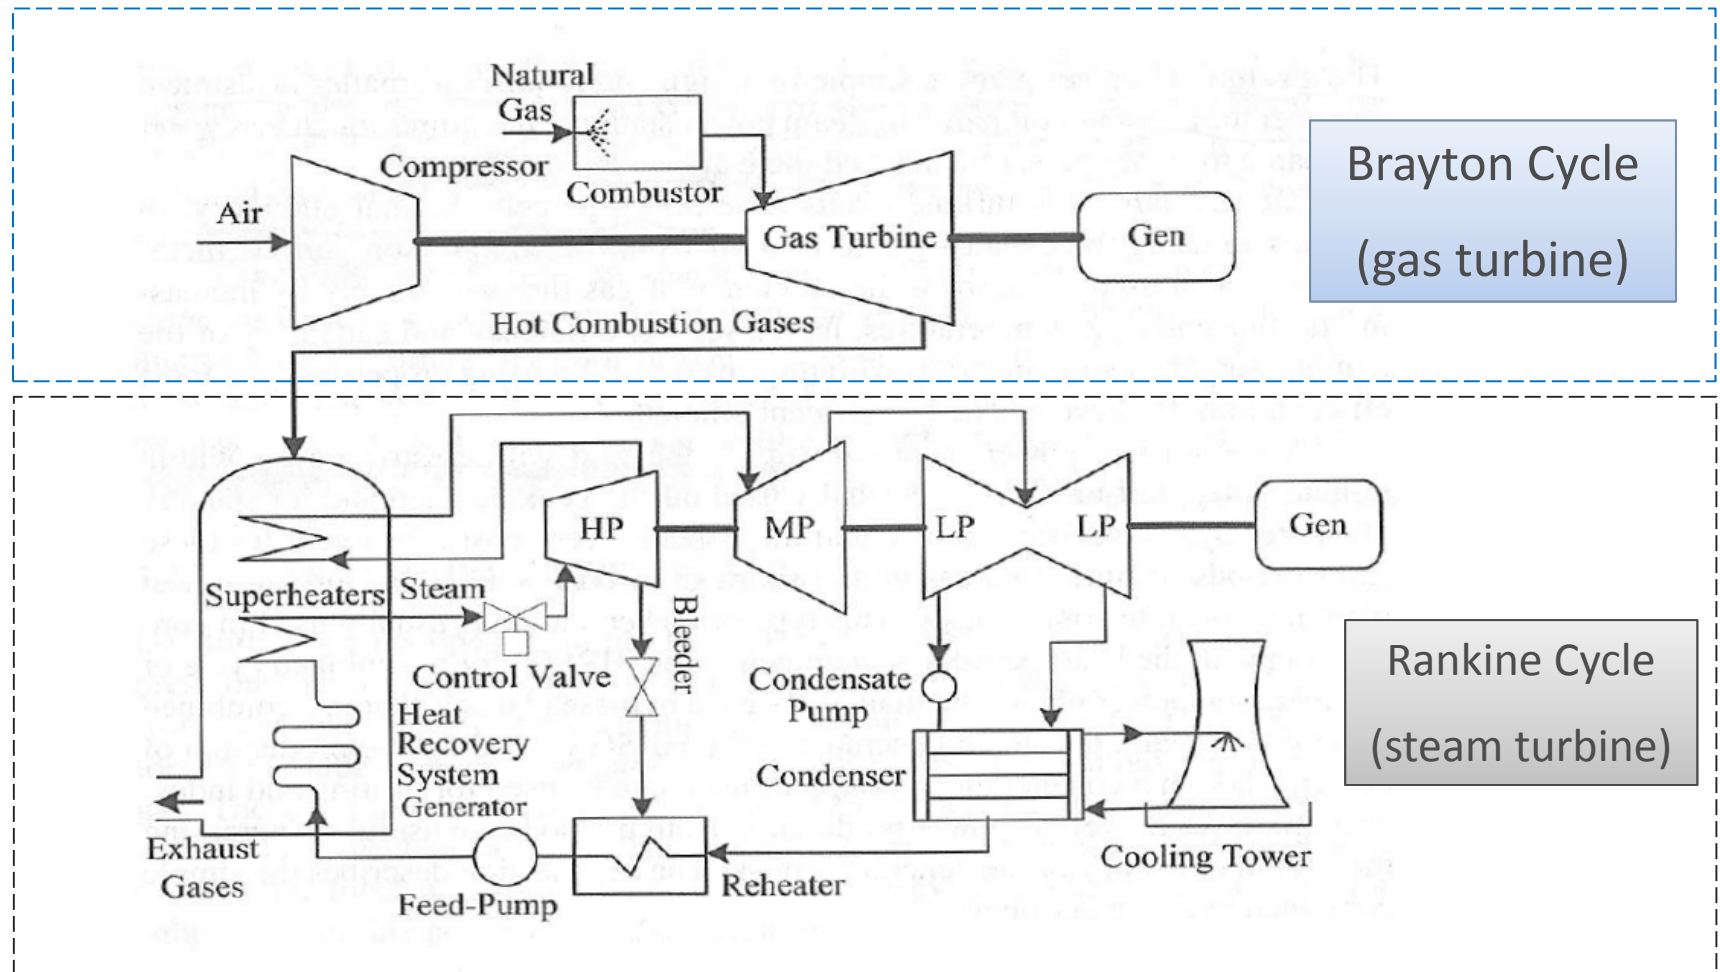 Natural
Gas
Compressor
Combustor
Air
Gas Turbine
Gen
Hot Combustion Gases
Brayton Cycle
(gas turbine)
HP
MP
LP
LP
Gen
Superheaters
Steam
Bleeder
Control Valve
Condensate
Pump
Heat
Recovery
System
Generator
Condenser
Exhaust
Gases
Feed-Pump
Reheater
Cooling Tower
Rankine Cycle
(steam turbine)